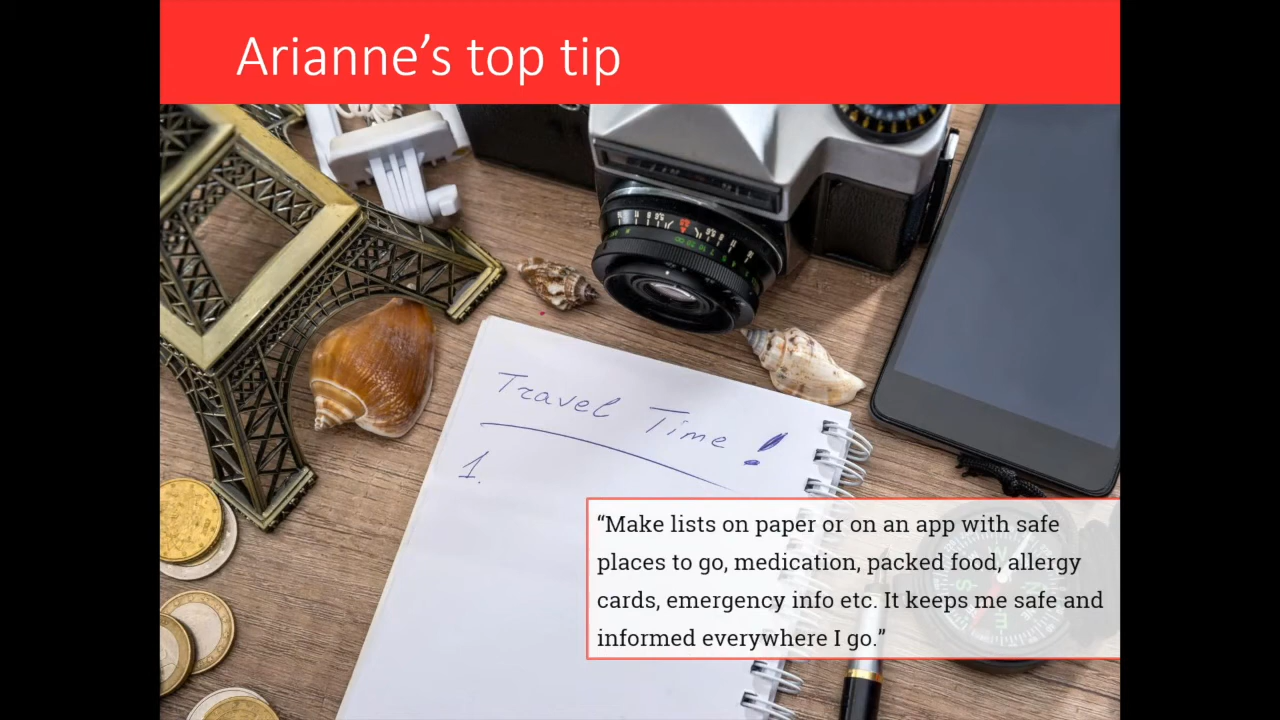 Arianne’s top tip
Travel Time!
1.
“Make lists on paper or on an app with safe
places to go, medication, packed food, allergy
cards, emergency info etc. It keeps me safe and
informed everywhere I go.”